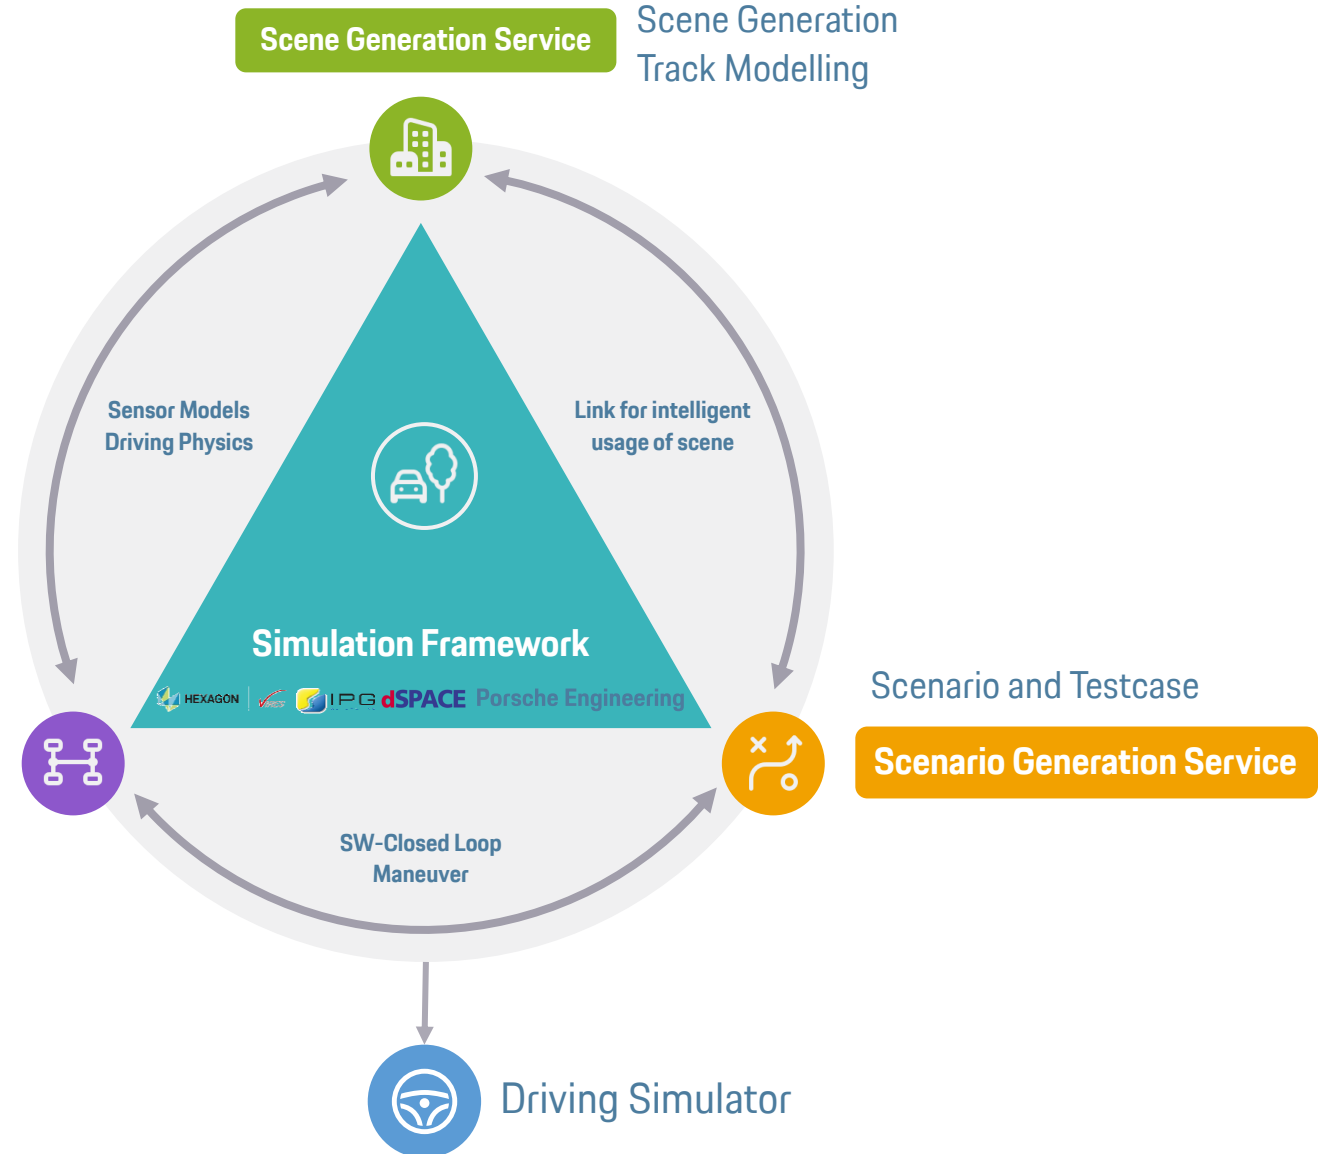 Scene Generation Service
Scene Generation
Track Modelling
Sensor Models
Driving Physics
Link for intelligent
usage of scene
Simulation Framework
HEXAGON
IPG
dSPACE
Porsche Engineering
Scenario and Testcase
Scenario Generation Service
SW-Closed Loop
Maneuver
Driving Simulator